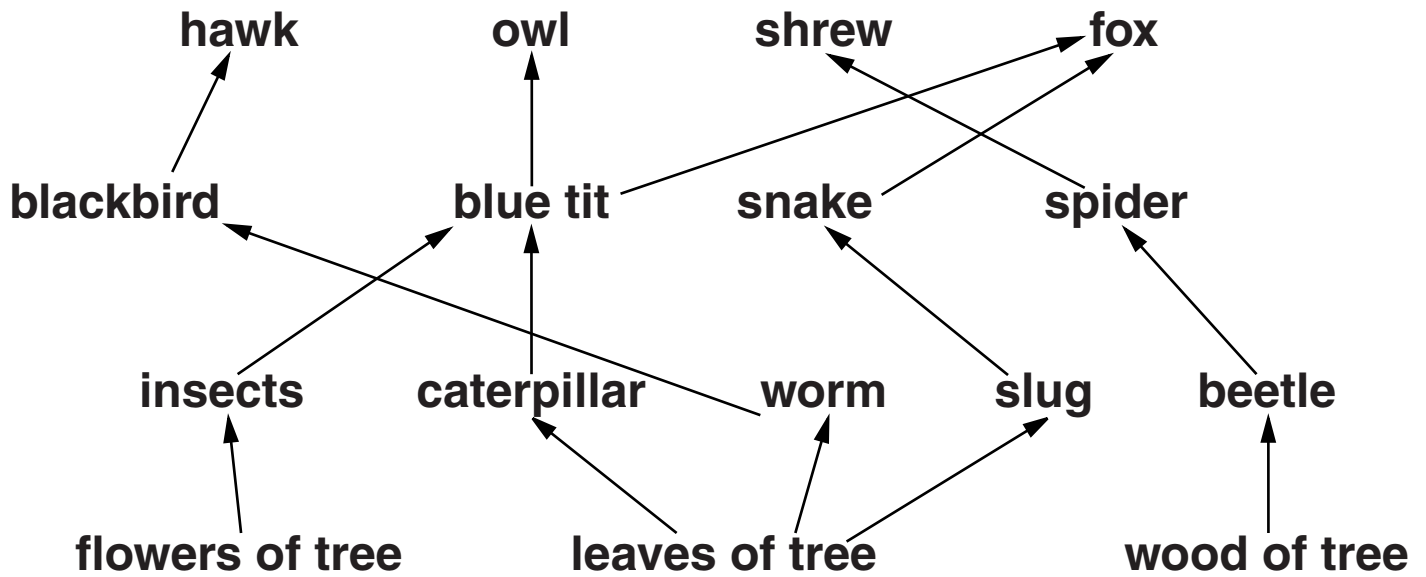 hawk owl shrew fox
blackbird blue tit snake spider
insects caterpillar worm slug beetle
flowers of tree leaves of tree wood of tree